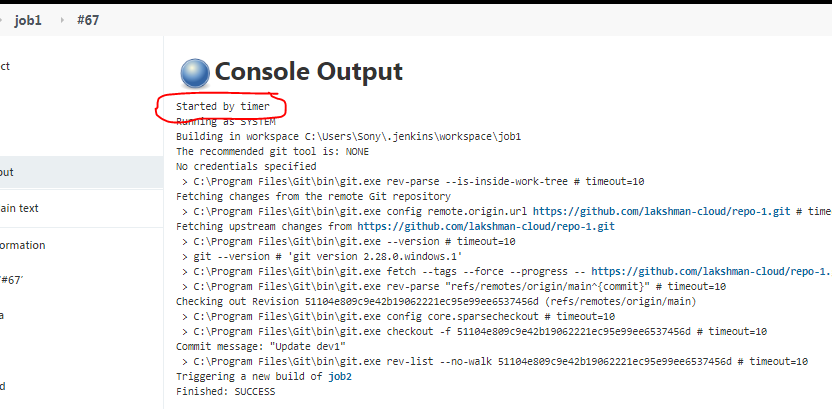 job1 › #67
ct
Console Output
Started by timer
Running as SYSTEM
Building in workspace C:\Users\Sony\.jenkins\workspace\job1
The recommended git tool is: NONE
No credentials specified
> C:\Program Files\Git\bin\git.exe rev-parse --is-inside-work-tree # timeout=10
Fetching changes from the remote Git repository
> C:\Program Files\Git\bin\git.exe config remote.origin.url https://github.com/lakshman-cloud/repo-1.git # time
Fetching upstream changes from https://github.com/lakshman-cloud/repo-1.git
> C:\Program Files\Git\bin\git.exe --version # timeout=10
> git --version # 'git version 2.28.0.windows.1'
> C:\Program Files\Git\bin\git.exe fetch --tags --force --progress -- https://github.com/lakshman-cloud/repo-1.
> C:\Program Files\Git\bin\git.exe rev-parse "refs/remotes/origin/main^{commit}" # timeout=10
Checking out Revision 51104e809c9e42b19062221ec95e99ee6537456d (refs/remotes/origin/main)
> C:\Program Files\Git\bin\git.exe config core.sparsecheckout # timeout=10
> C:\Program Files\Git\bin\git.exe checkout -f 51104e809c9e42b19062221ec95e99ee6537456d # timeout=10
Commit message: "Update dev1"
> C:\Program Files\Git\bin\git.exe rev-list --no-walk 51104e809c9e42b19062221ec95e99ee6537456d # timeout=10
Triggering a new build of job2
Finished: SUCCESS
put
ain text
ormation
'#67'
a
d